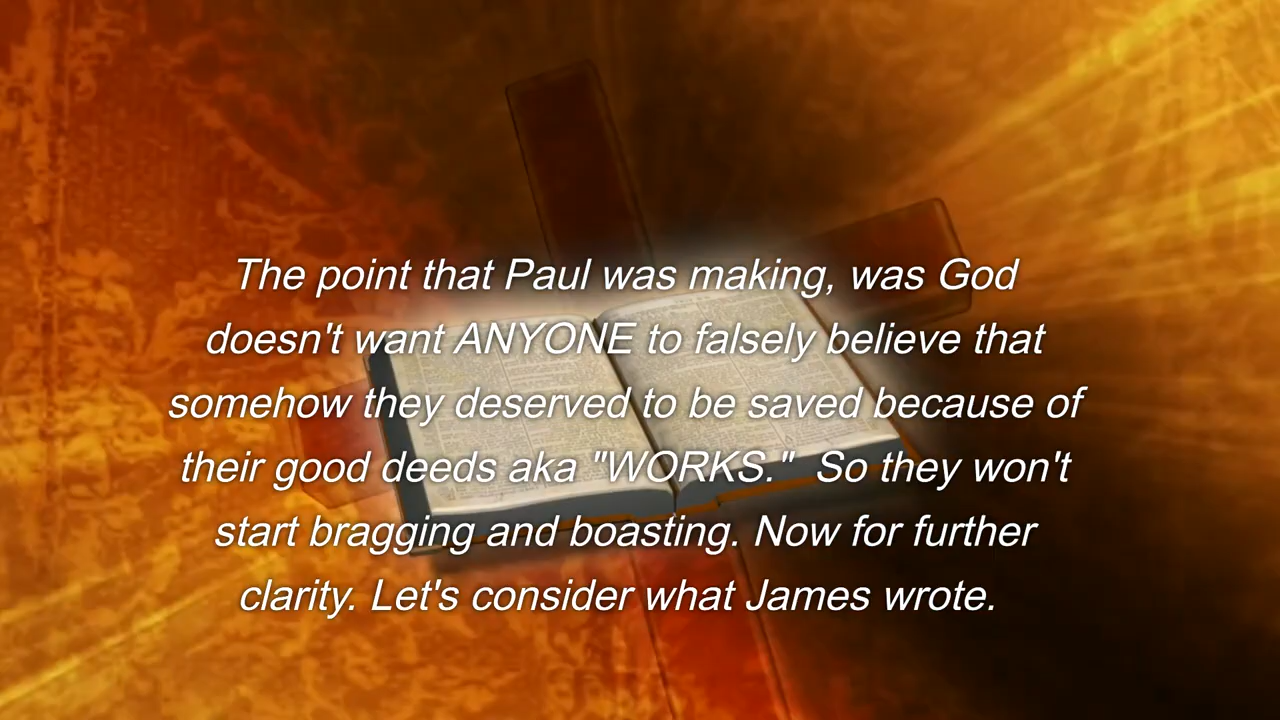 The point that Paul was making, was God
doesn't want ANYONE to falsely believe that
somehow they deserved to be saved because of
their good deeds aka "WORKS."  So they won't
start bragging and boasting. Now for further
clarity. Let's consider what James wrote.